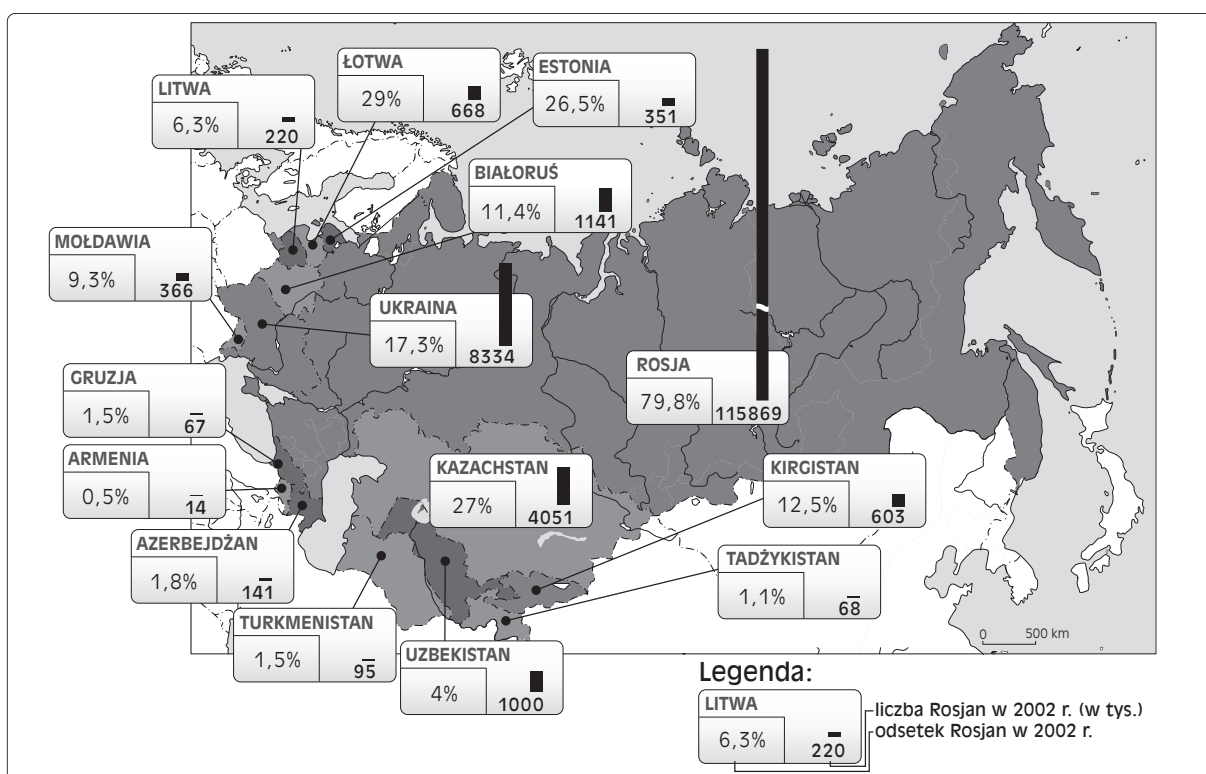 ŁOTWA
29%
668
ESTONIA
26,5%
351
LITWA
6,3%
220
BIAŁORUŚ
11,4%
1141
MOŁDAWIA
9,3%
366
UKRAINA
17,3%
8334
ROSJA
79,8%
115869
GRUZJA
1,5%
67
ARMENIA
0,5%
14
KAZACHSTAN
27%
4051
KIRGISTAN
12,5%
603
AZERBEJDŻAN
1,8%
141
TADŻYKISTAN
1,1%
68
TURKMENISTAN
1,5%
95
UZBEKISTAN
4%
1000
0 500 km
Legenda:
LITWA
6,3%
220
liczba Rosjan w 2002 r. (w tys.)
odsetek Rosjan w 2002 r.